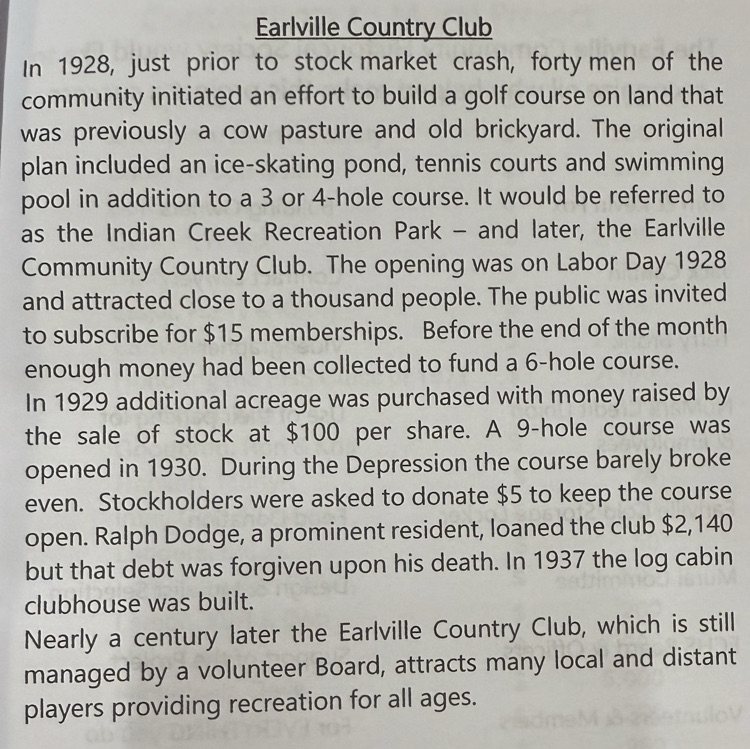 Earlville Country Club
In 1928, just prior to stock market crash, forty men of the
community initiated an effort to build a golf course on land that
was previously a cow pasture and old brickyard. The original
plan included an ice-skating pond, tennis courts and swimming
pool in addition to a 3 or 4-hole course. It would be referred to
as the Indian Creek Recreation Park – and later, the Earlville
Community Country Club. The opening was on Labor Day 1928
and attracted close to a thousand people. The public was invited
to subscribe for $15 memberships. Before the end of the month
enough money had been collected to fund a 6-hole course.
In 1929 additional acreage was purchased with money raised by
the sale of stock at $100 per share. A 9-hole course was
opened in 1930. During the Depression the course barely broke
even. Stockholders were asked to donate $5 to keep the course
open. Ralph Dodge, a prominent resident, loaned the club $2,140
but that debt was forgiven upon his death. In 1937 the log cabin
clubhouse was built.
Nearly a century later the Earlville Country Club, which is still
managed by a volunteer Board, attracts many local and distant
players providing recreation for all ages.